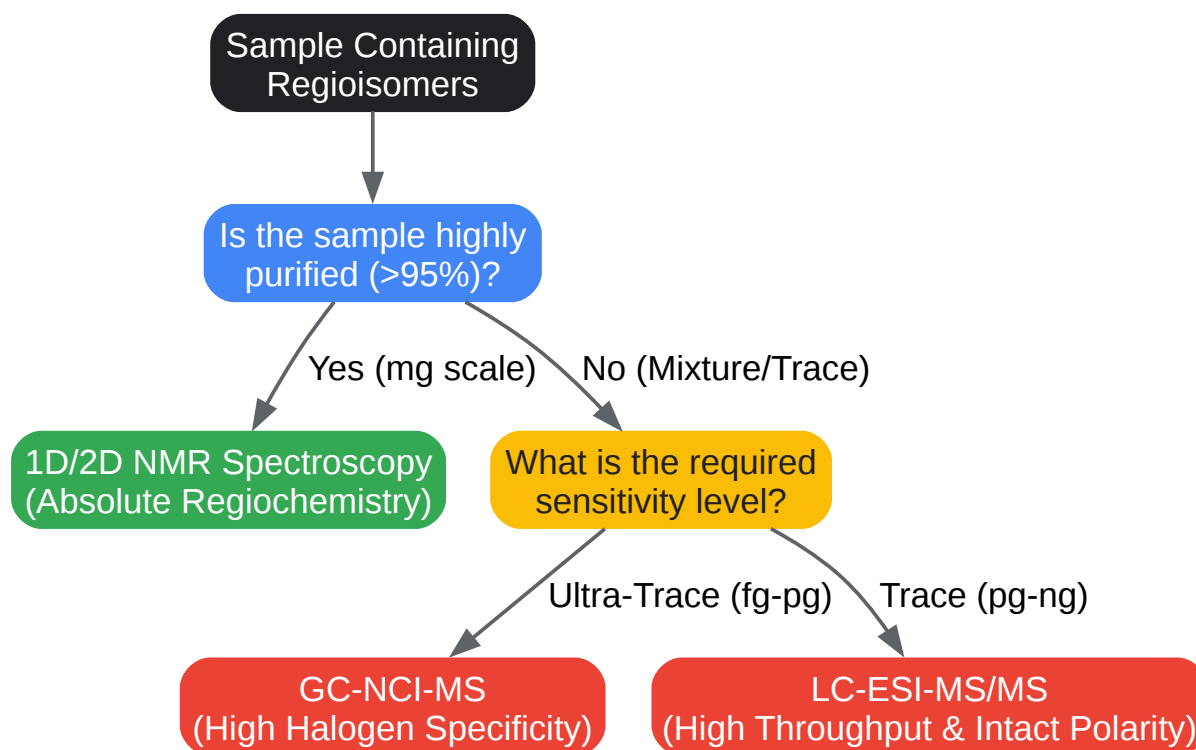 Sample Containing
Regioisomers
Is the sample highly
purified (>95%)?
Yes (mg scale)
No (Mixture/Trace)
1D/2D NMR Spectroscopy
(Absolute Regiochemistry)
What is the required
sensitivity level?
Ultra-Trace (fg-pg)
Trace (pg-ng)
GC-NCI-MS
(High Halogen Specificity)
LC-ESI-MS/MS
(High Throughput & Intact Polarity)